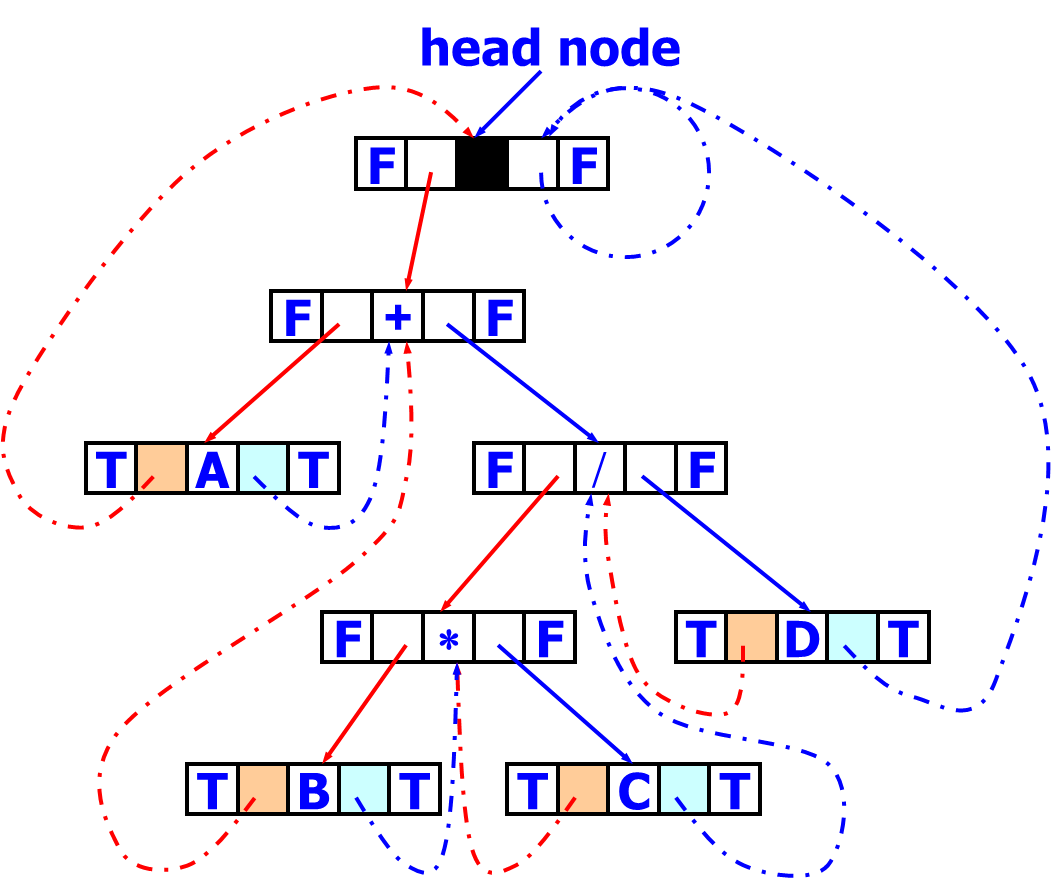 head node
F F
F + F
T A T
F / F
F * F
T D T
T B T
T C T